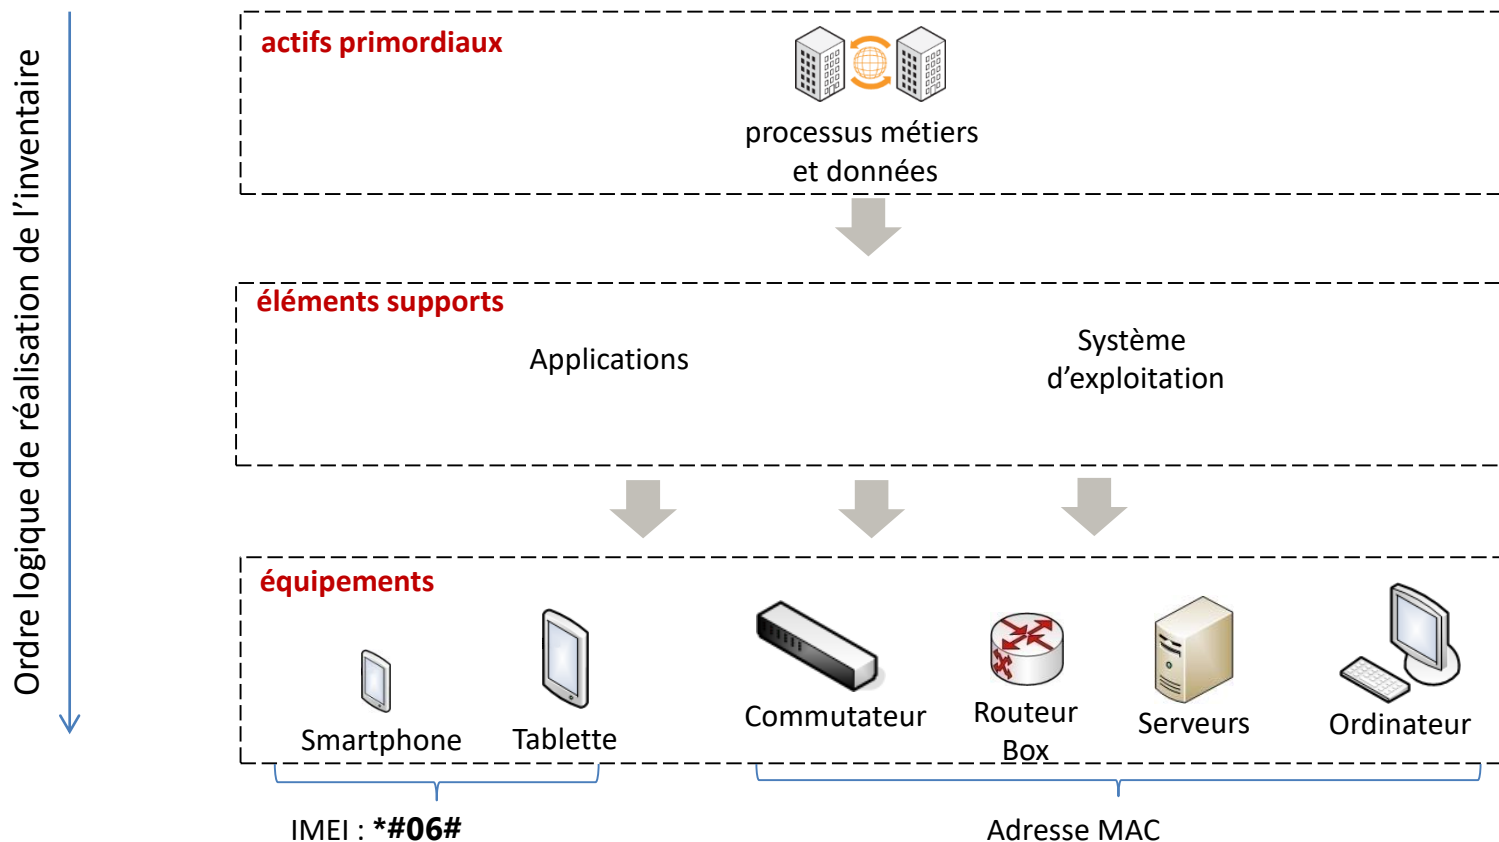 Ordre logique de réalisation de l’inventaire
actifs primordiaux
processus métiers
et données
éléments supports
Applications
Système
d’exploitation
équipements
Smartphone
Tablette
Commutateur
Routeur
Box
Serveurs
Ordinateur
IMEI : *#06#
Adresse MAC